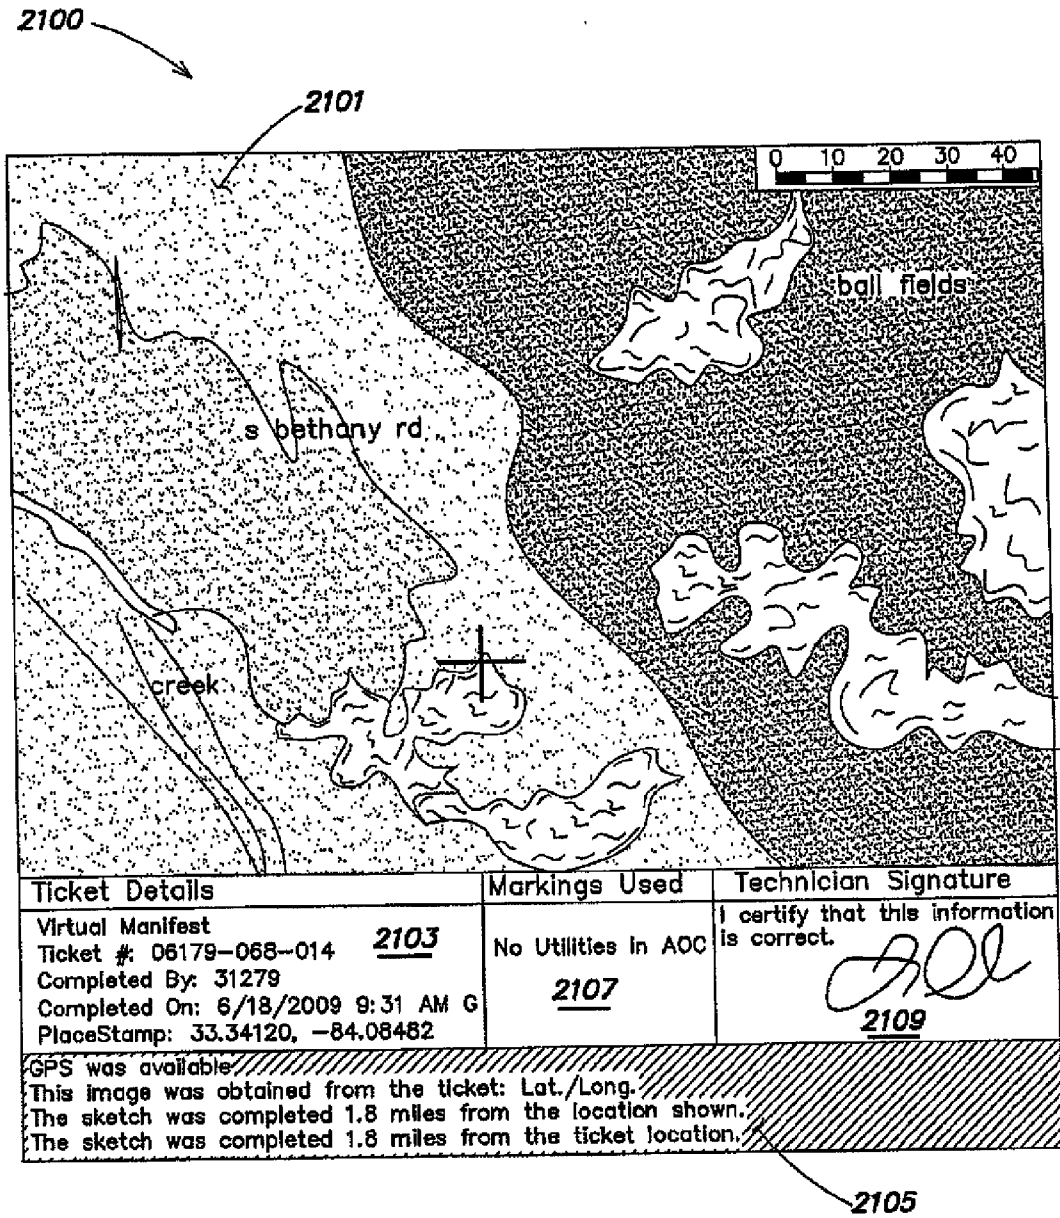 2100
2101
0 10 20 30 40
ball fields
s bethany rd
creek
Ticket Details
Virtual Manifest
Ticket #: 06179-068-014
2103
Completed By: 31279
Completed On: 6/18/2009 9:31 AM G
PlaceStamp: 33.34120, -84.08482
Markings Used
No Utilities in AOC
2107
Technician Signature
I certify that this information
is correct.
2109
GPS was available
This image was obtained from the ticket: Lat./Long.
The sketch was completed 1.8 miles from the location shown.
The sketch was completed 1.8 miles from the ticket location.
2105